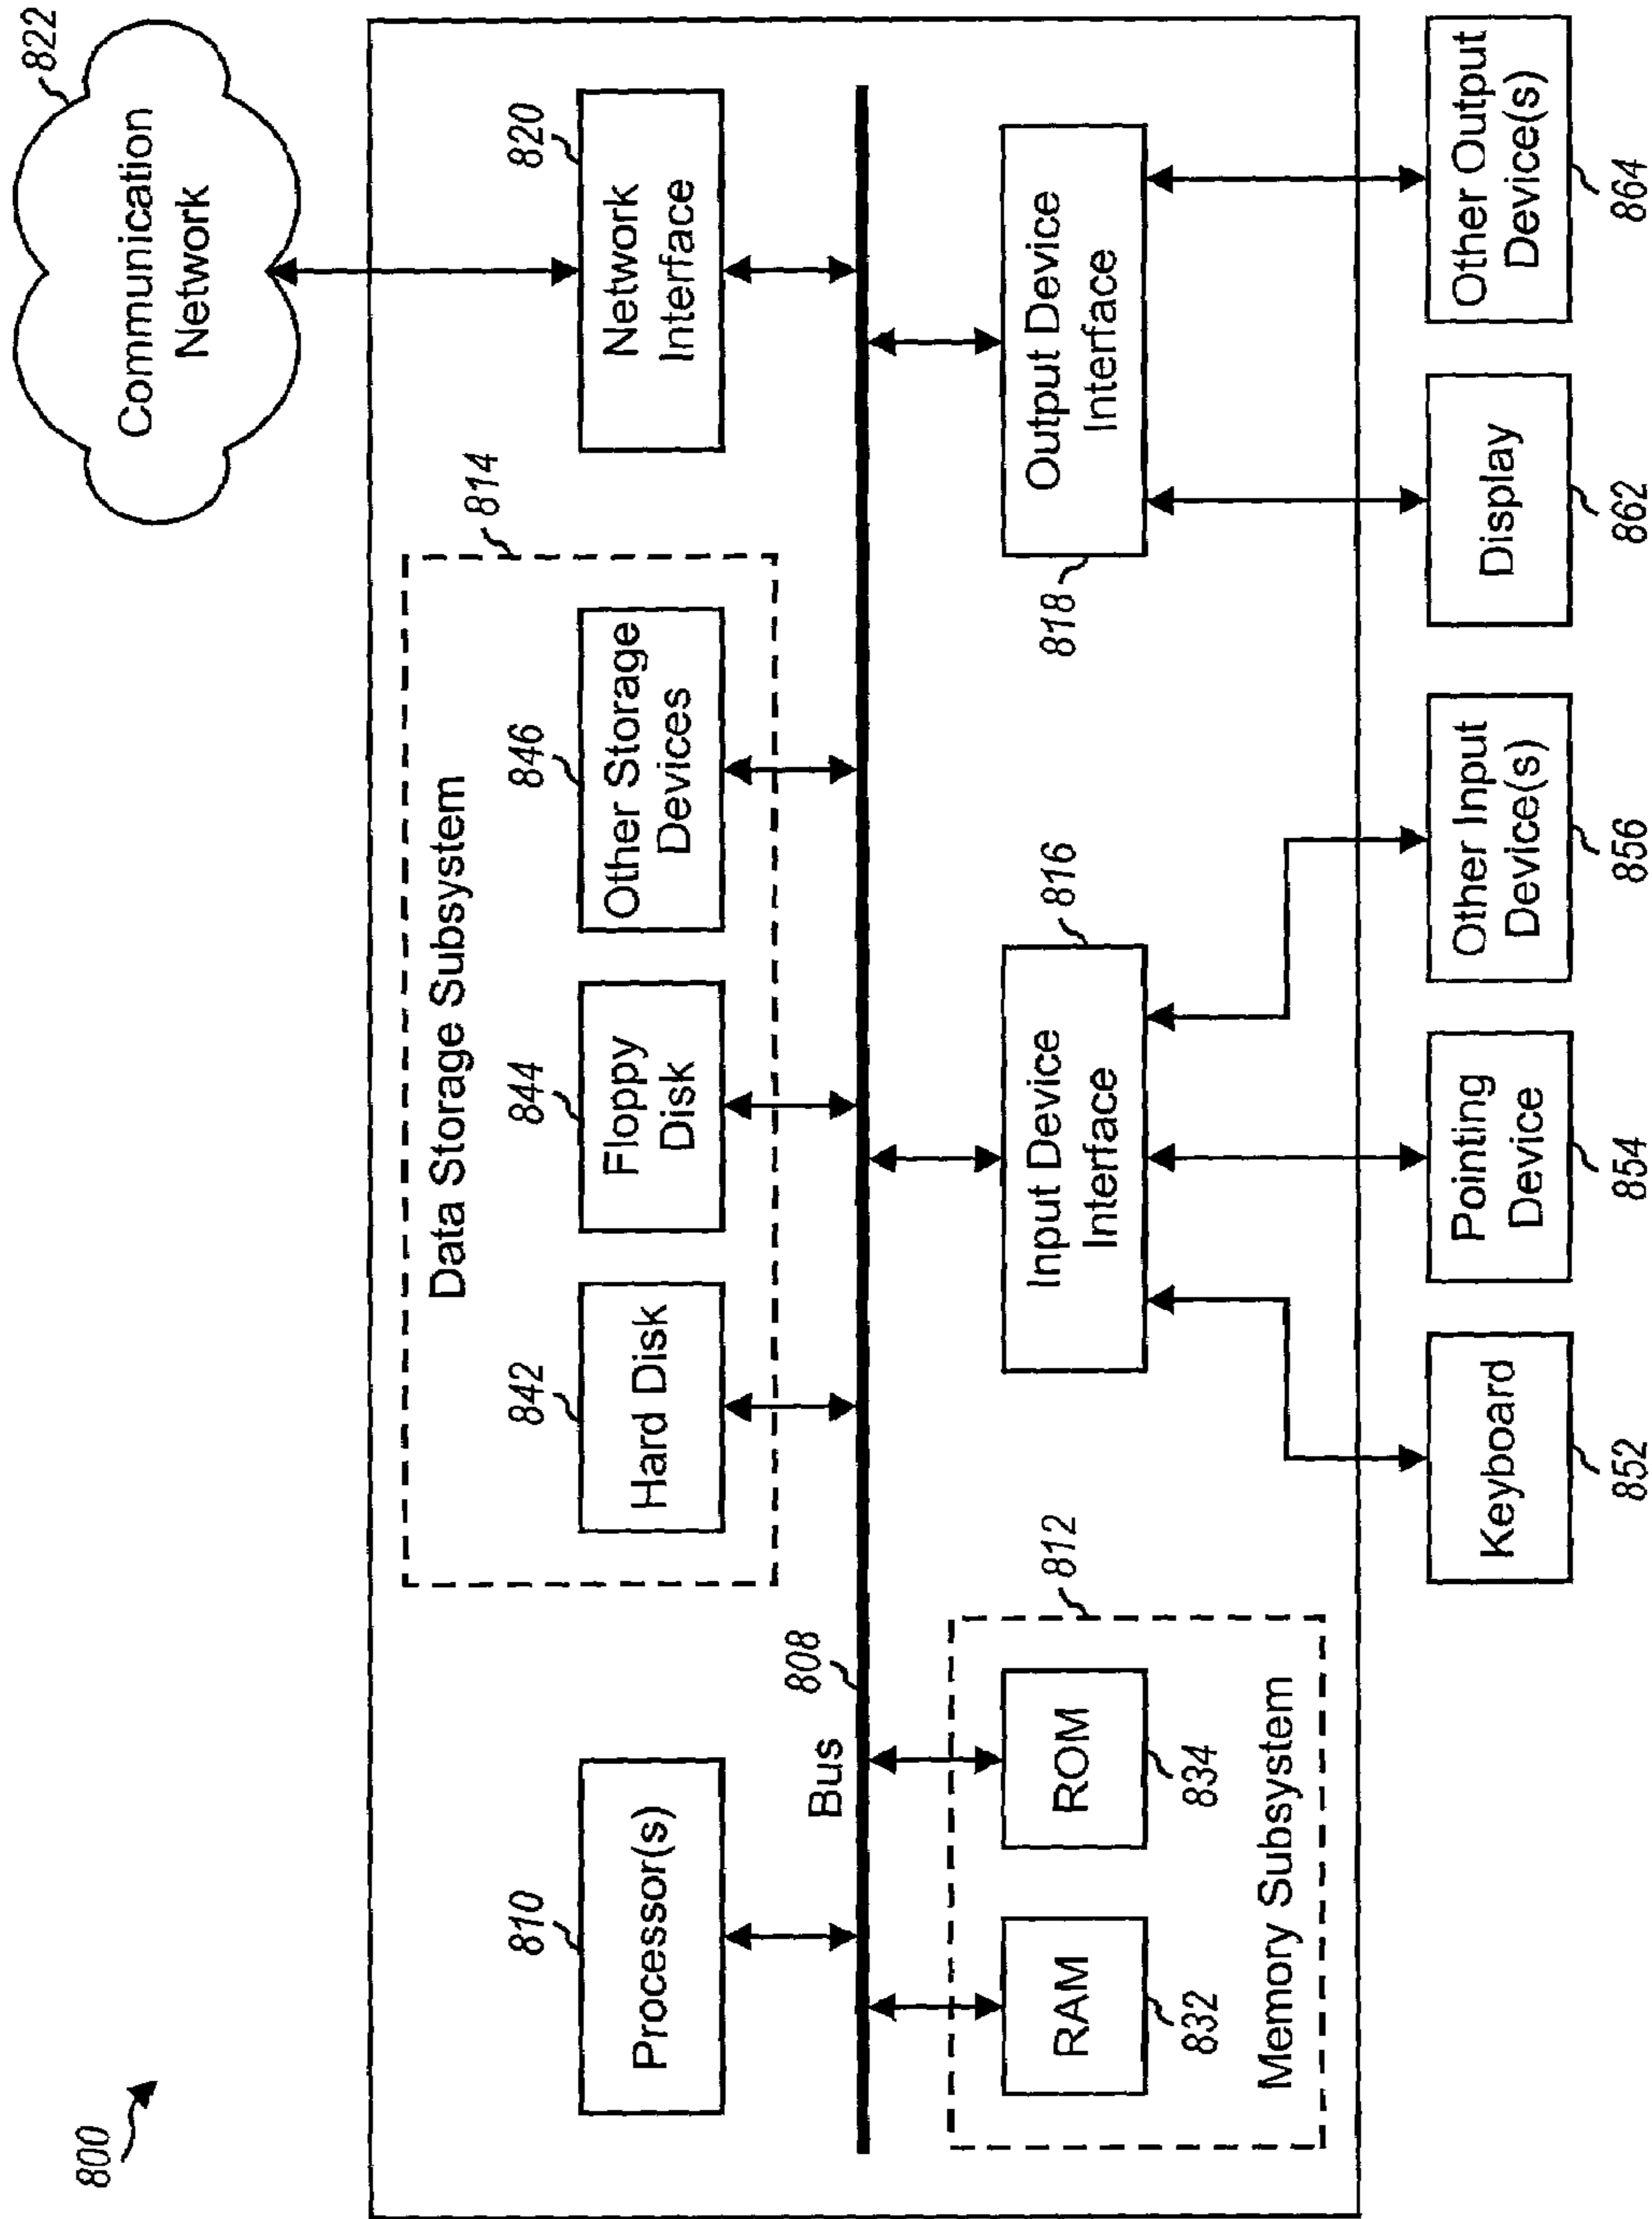 800
822
Communication
Network
814
Data Storage Subsystem
810
Processor(s)
842
Hard Disk
844
Floppy
Disk
846
Other Storage
Devices
820
Network
Interface
Bus
808
812
RAM
832
ROM
834
Memory Subsystem
816
Input Device
Interface
818
Output Device
Interface
Keyboard
852
Pointing
Device
854
Other Input
Device(s)
856
Display
862
Other Output
Device(s)
864